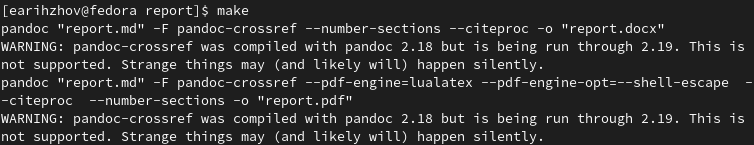 [earihzhov@fedora report]$ make
pandoc "report.md" -F pandoc-crossref --number-sections --citeproc -o "report.docx"
WARNING: pandoc-crossref was compiled with pandoc 2.18 but is being run through 2.19. This is
not supported. Strange things may (and likely will) happen silently.
pandoc "report.md" -F pandoc-crossref --pdf-engine=lualatex --pdf-engine-opt=--shell-escape  -
-citeproc  --number-sections -o "report.pdf"
WARNING: pandoc-crossref was compiled with pandoc 2.18 but is being run through 2.19. This is
not supported. Strange things may (and likely will) happen silently.